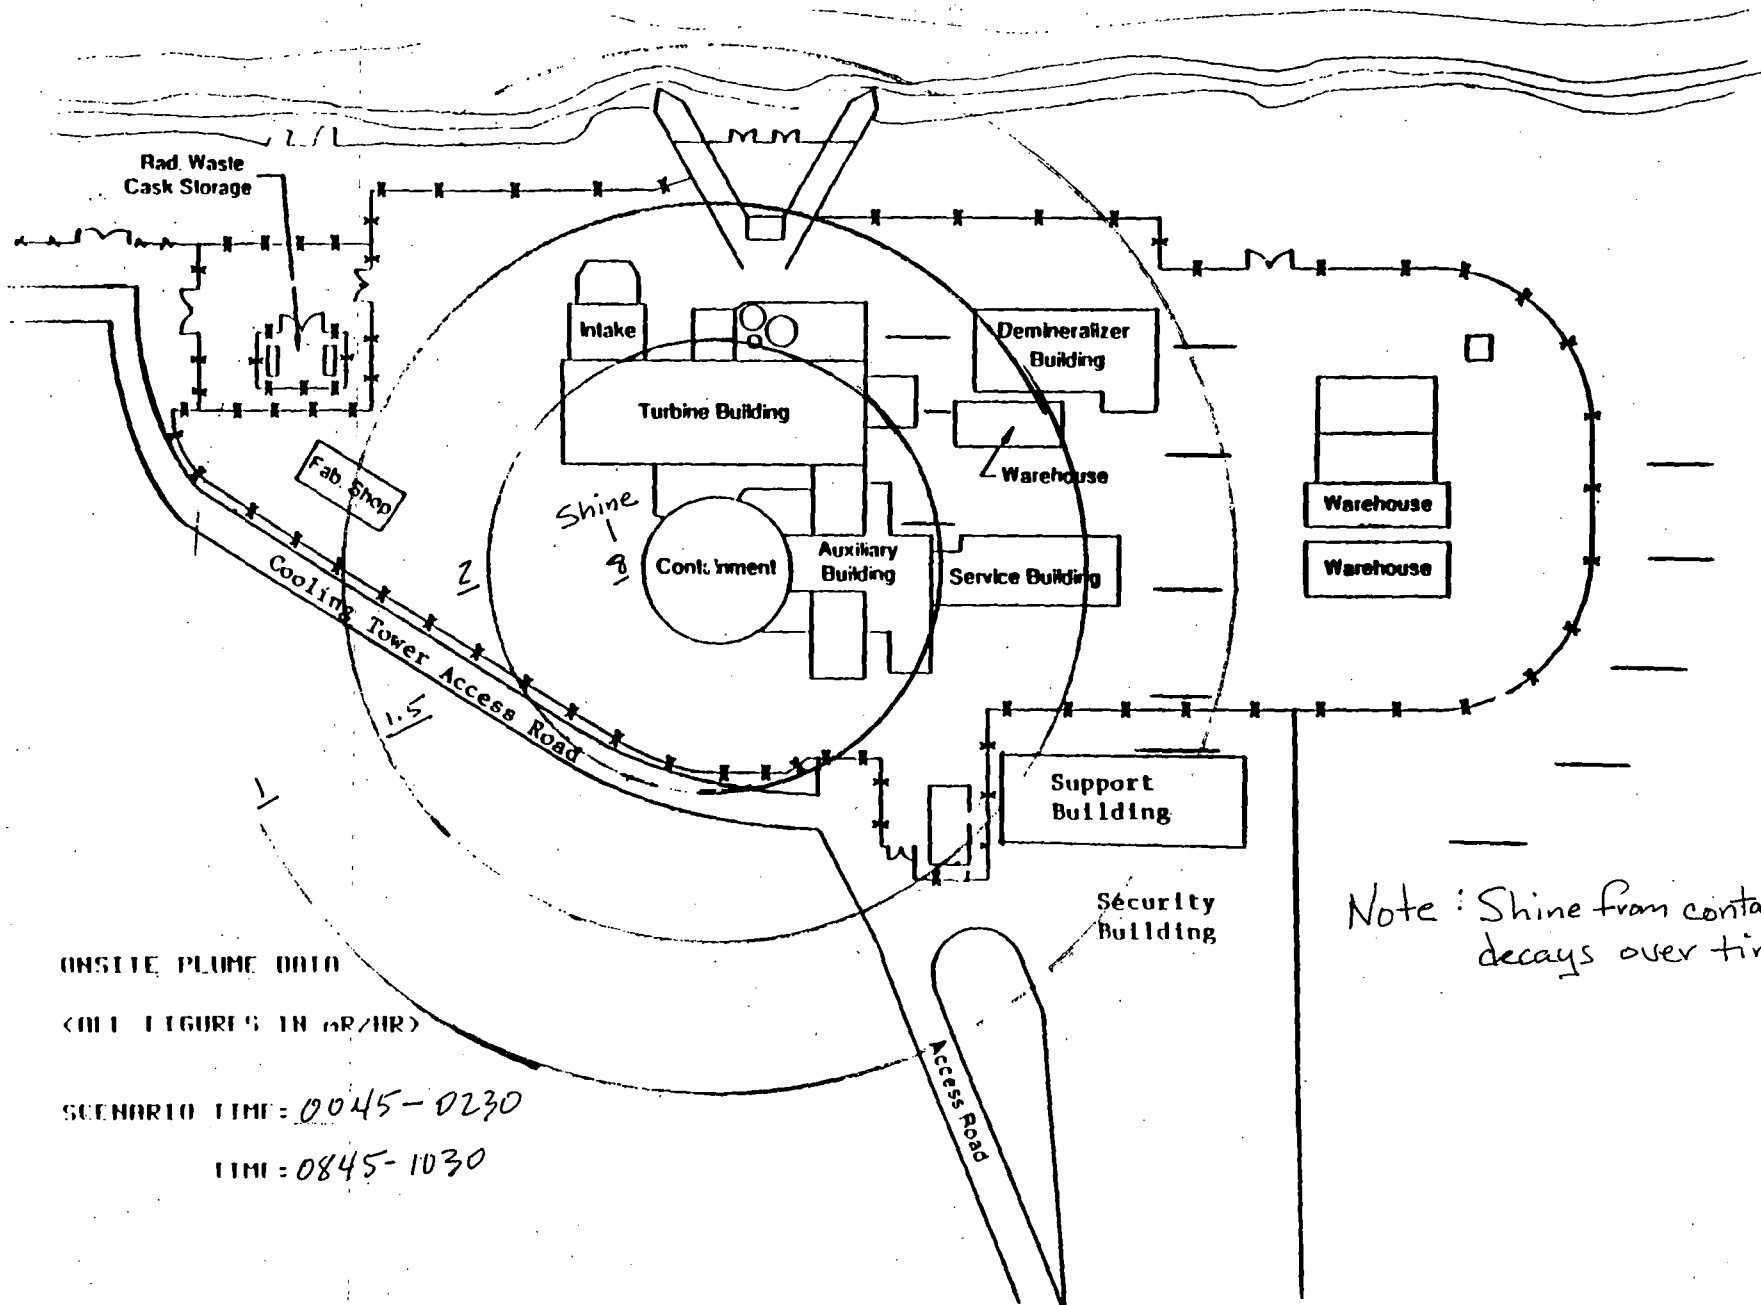 Rad. Waste
Cask Storage
Intake
Demineralizer
Building
Turbine Building
Warehouse
Fab. Shop
Shine
8
2
Containment
Auxiliary
Building
Service Building
Warehouse
Warehouse
Cooling Tower Access Road
1.5
1
Support
Building
Security
Building
Note: Shine from conta
decays over tim
ONSITE PLUME DATA
<ALL FIGURES IN mR/HR>
SCENARIO TIME: 0045-0230
TIME: 0845-1030
Access Road